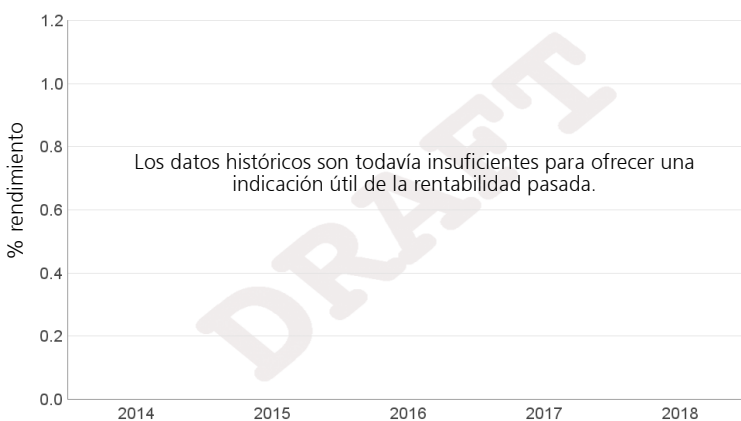 1.2
1.0
0.8
0.6
0.4
0.2
0.0
% rendimiento
Los datos históricos son todavía insuficientes para ofrecer una
indicación útil de la rentabilidad pasada.
DRAFT
2014 2015 2016 2017 2018